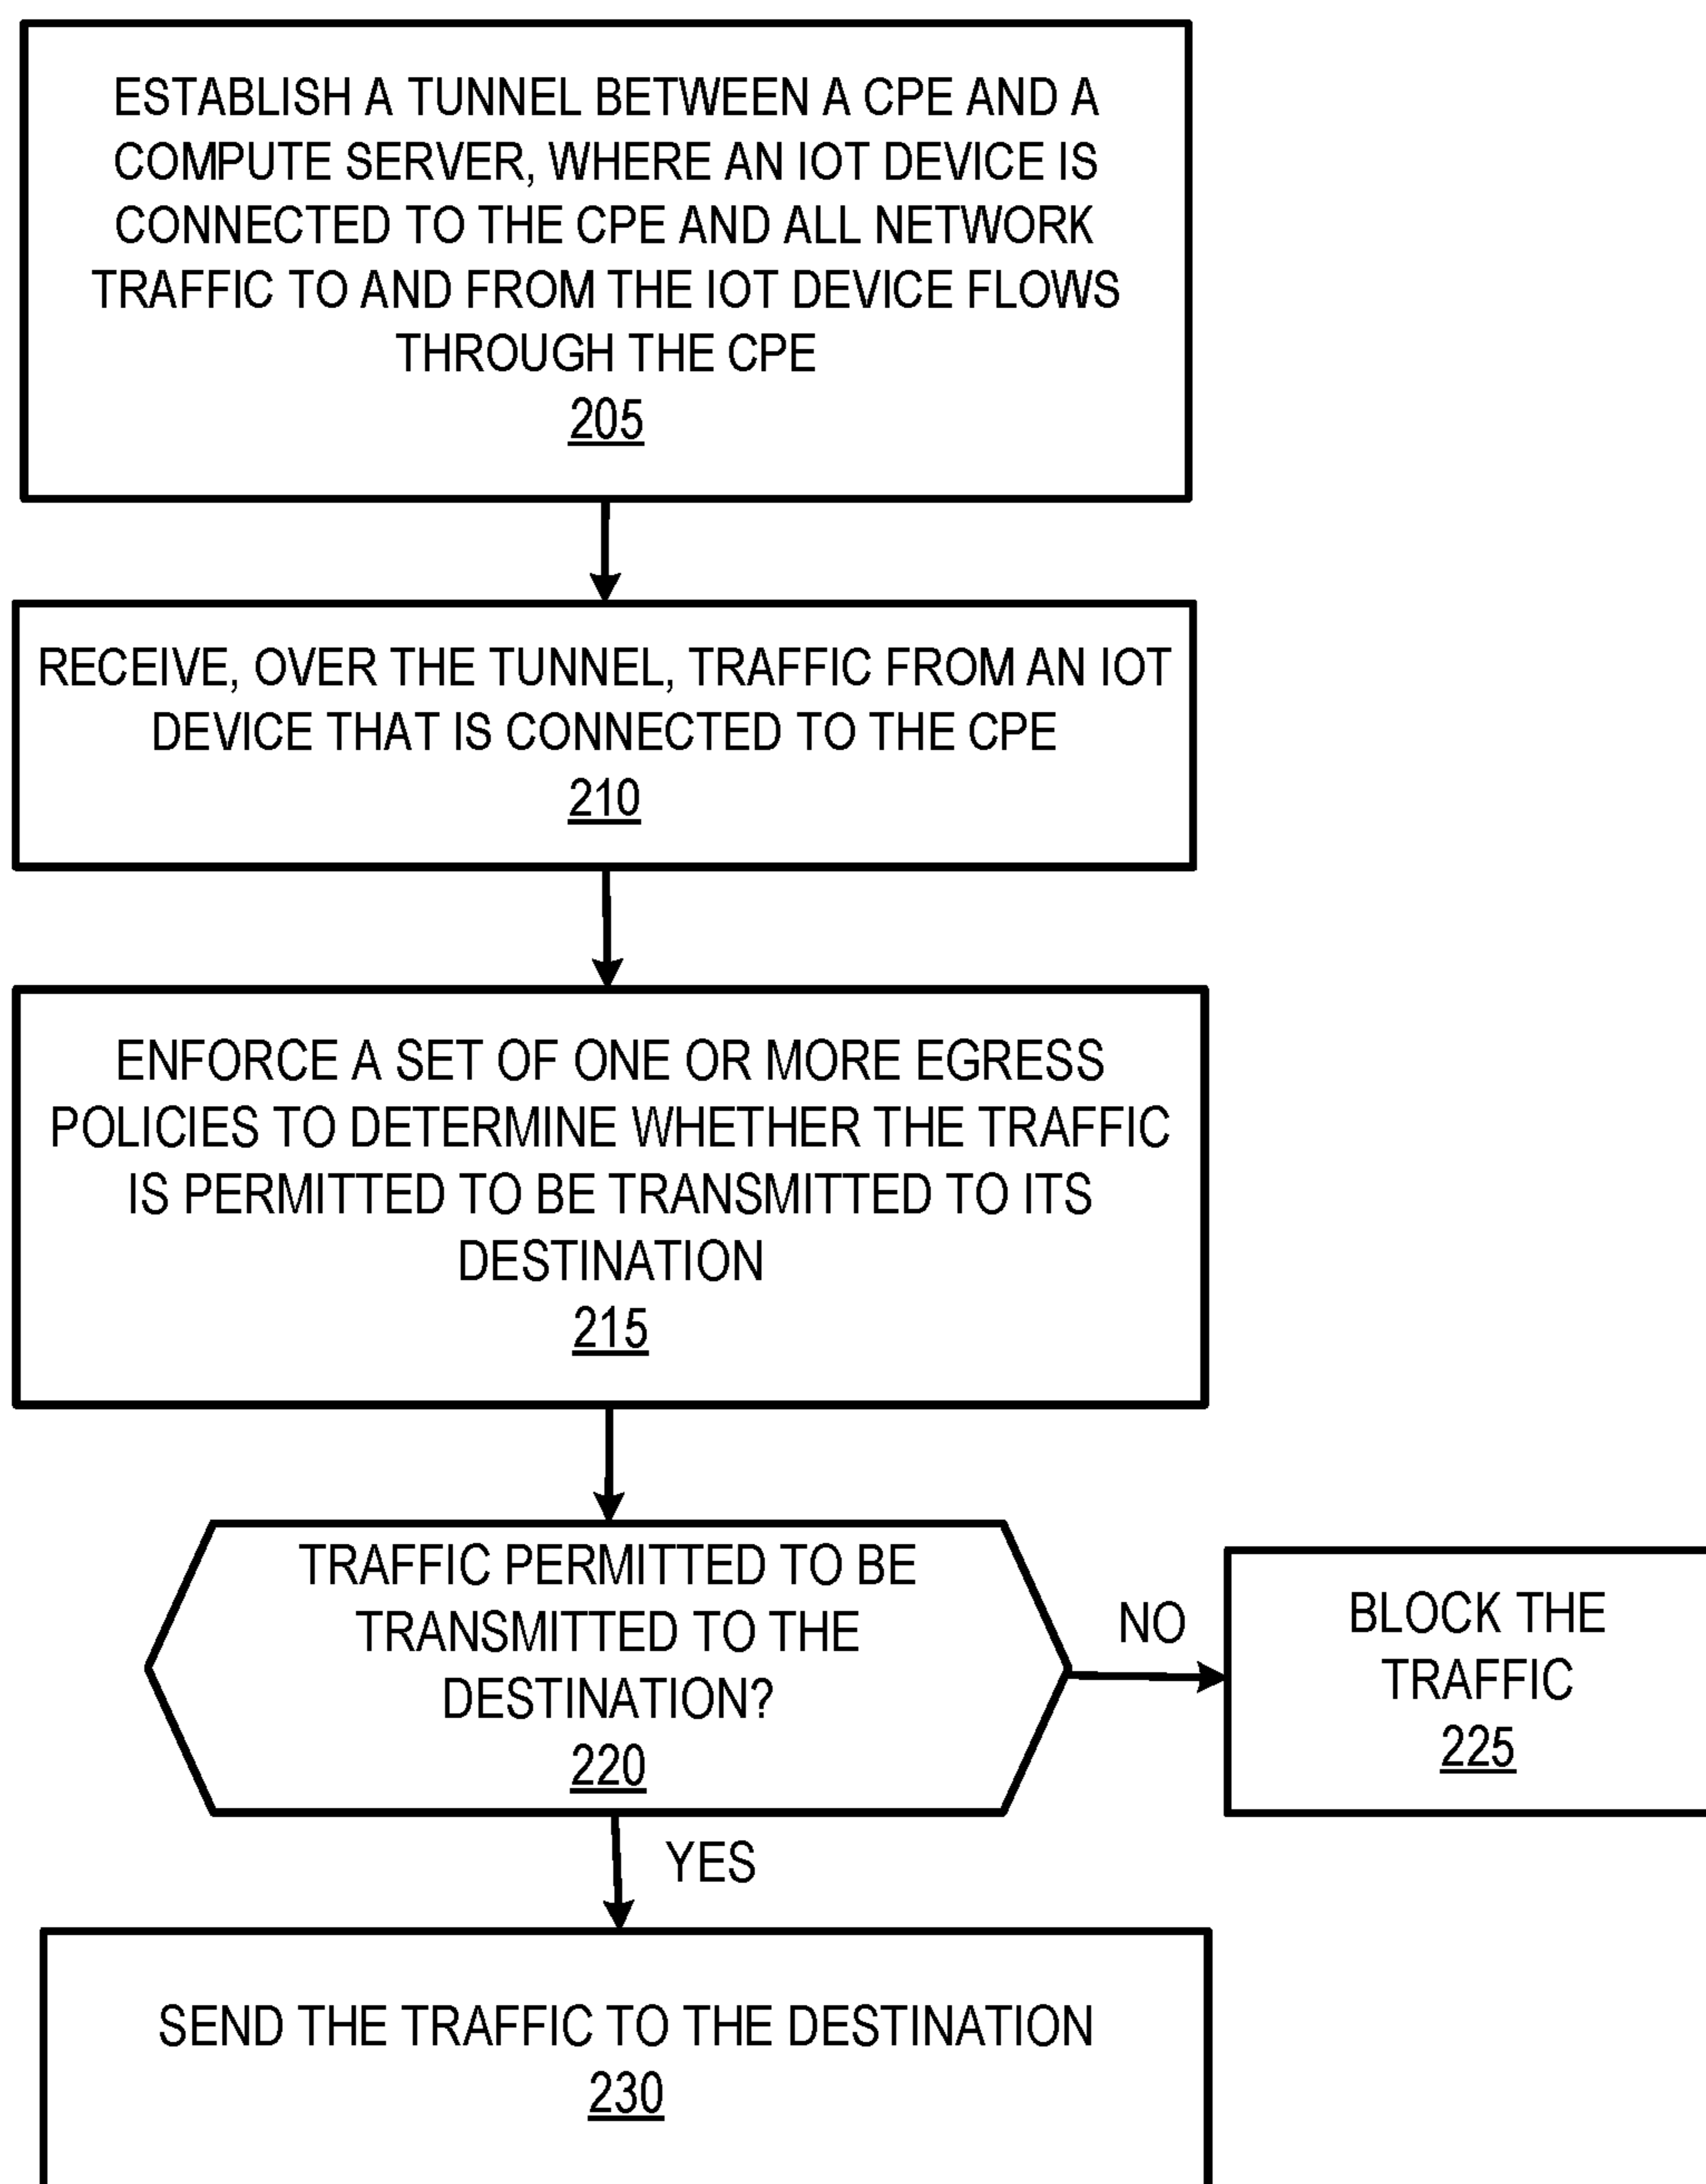 ESTABLISH A TUNNEL BETWEEN A CPE AND A
COMPUTE SERVER, WHERE AN IOT DEVICE IS
CONNECTED TO THE CPE AND ALL NETWORK
TRAFFIC TO AND FROM THE IOT DEVICE FLOWS
THROUGH THE CPE
205
RECEIVE, OVER THE TUNNEL, TRAFFIC FROM AN IOT
DEVICE THAT IS CONNECTED TO THE CPE
210
ENFORCE A SET OF ONE OR MORE EGRESS
POLICIES TO DETERMINE WHETHER THE TRAFFIC
IS PERMITTED TO BE TRANSMITTED TO ITS
DESTINATION
215
TRAFFIC PERMITTED TO BE
TRANSMITTED TO THE
DESTINATION?
220
NO
BLOCK THE
TRAFFIC
225
YES
SEND THE TRAFFIC TO THE DESTINATION
230